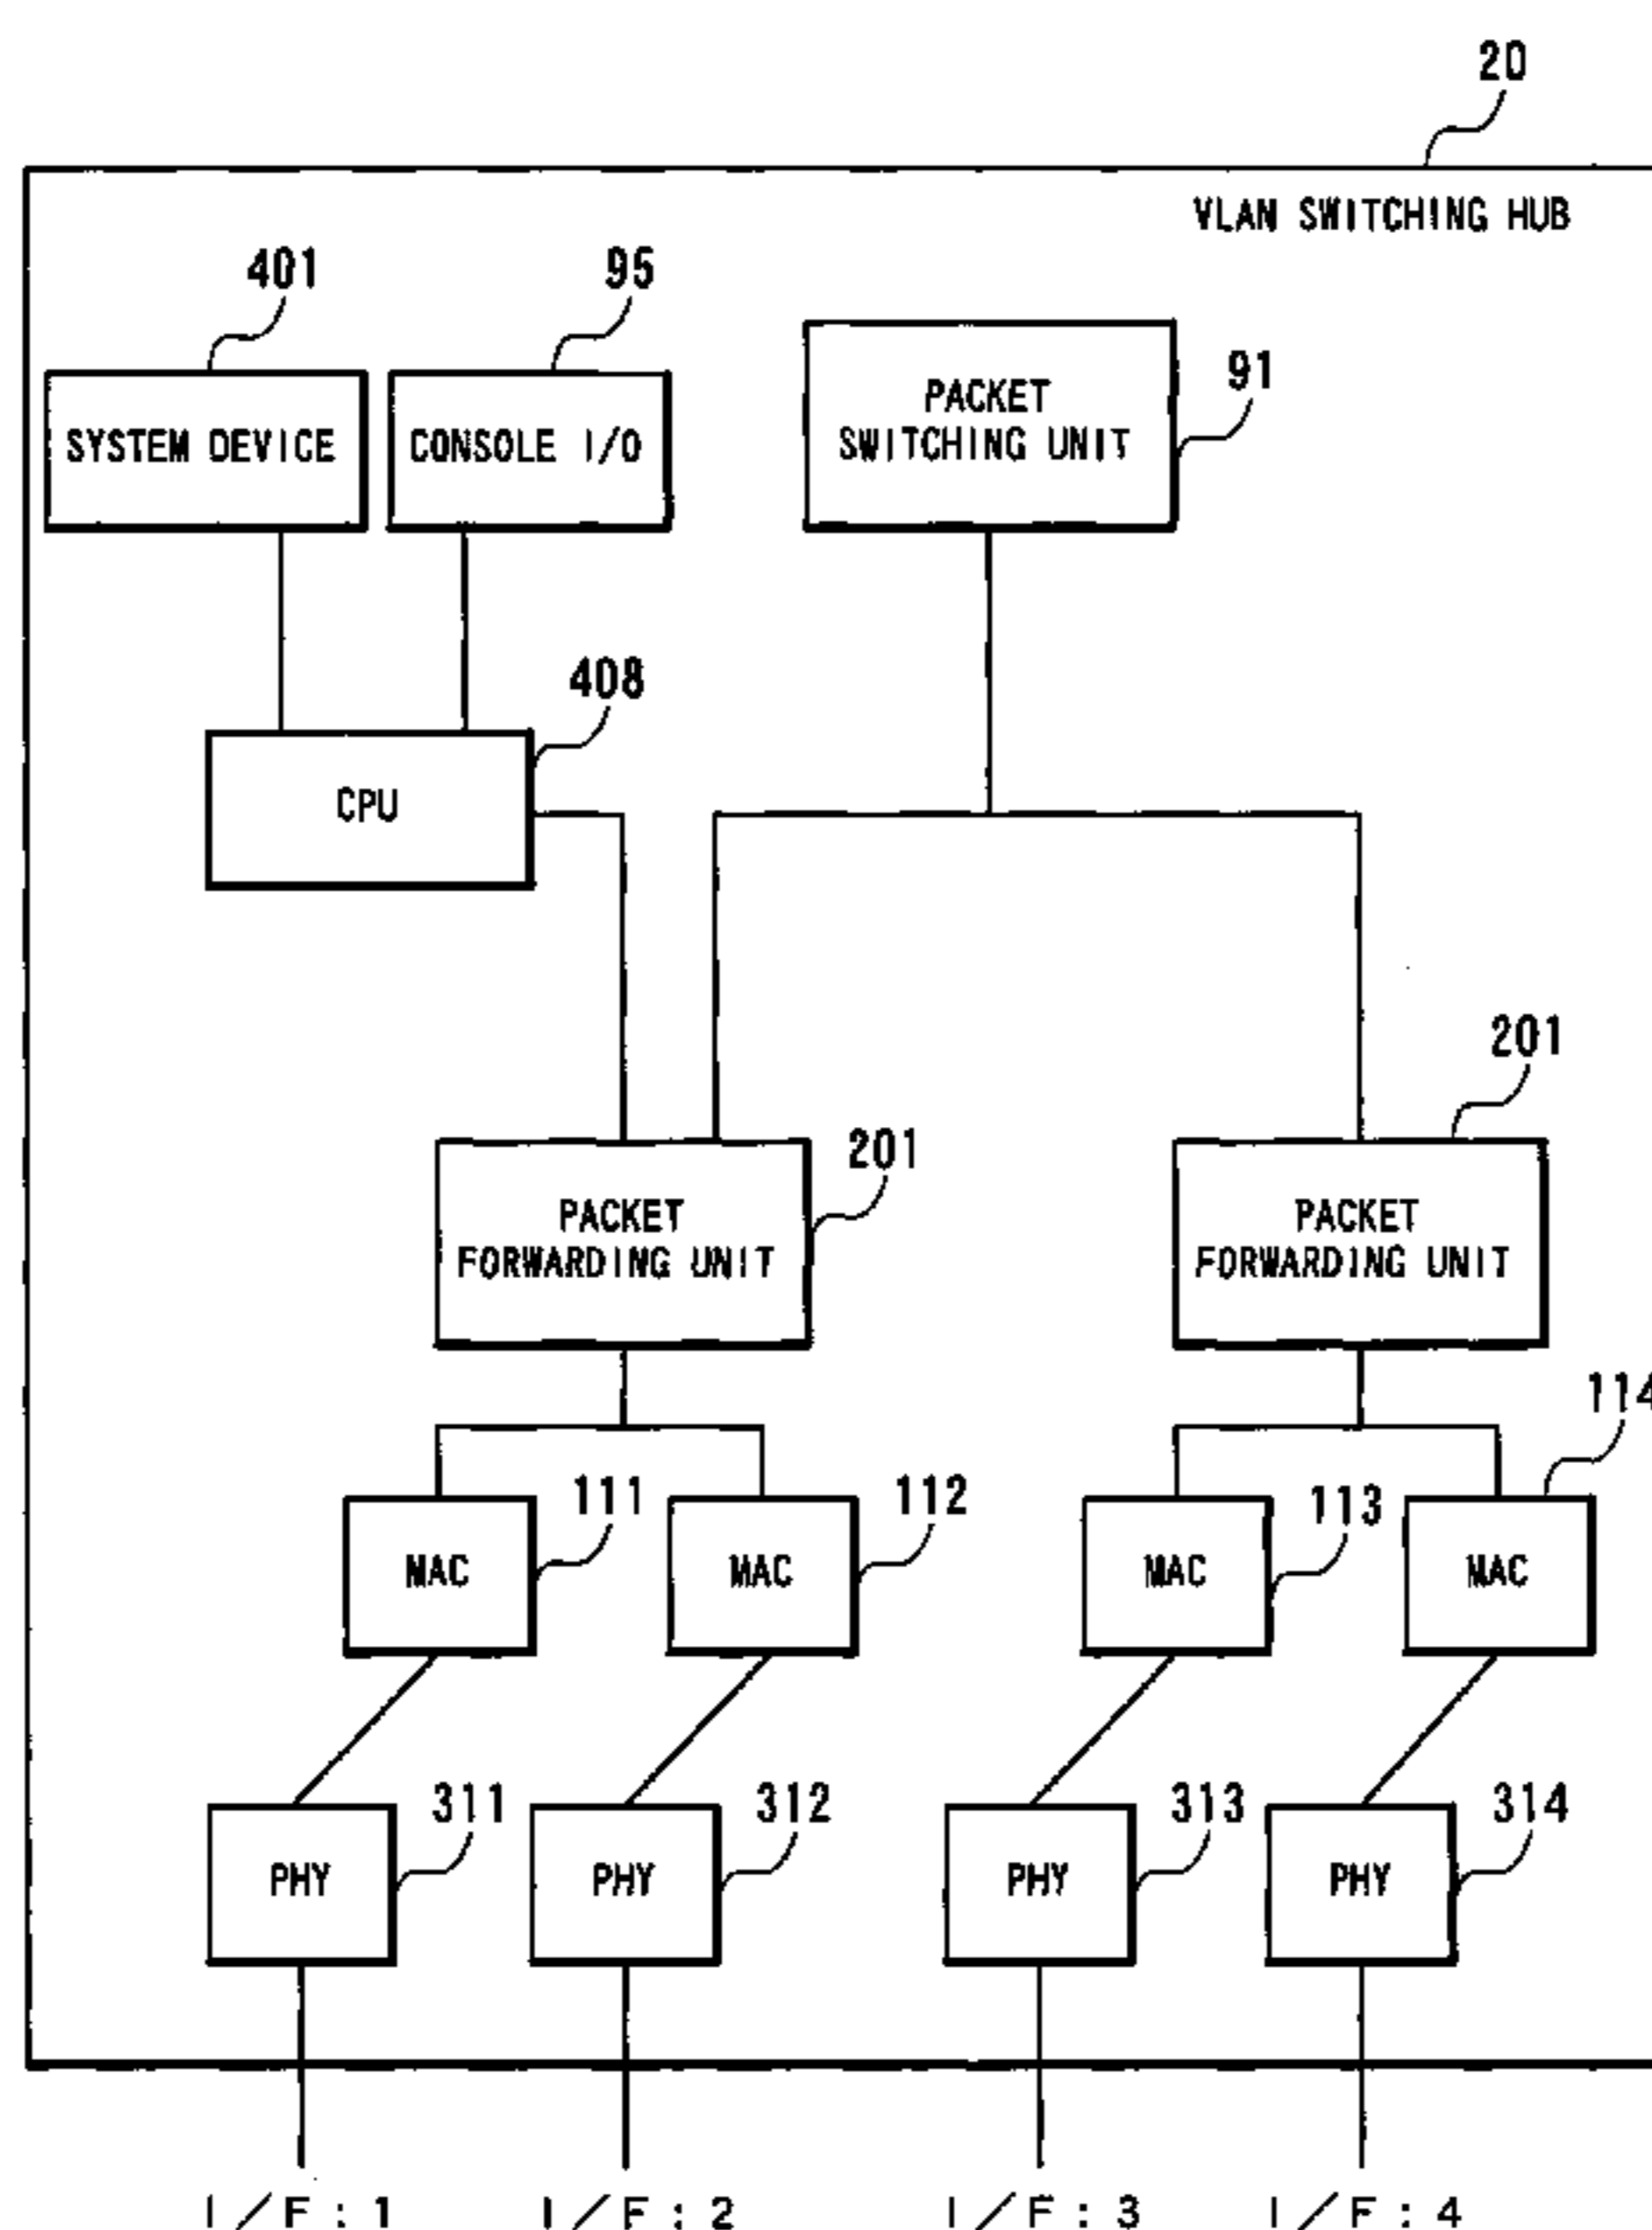 20
VLAN SWITCHING HUB
401
95
SYSTEM DEVICE
CONSOLE I/O
PACKET
SWITCHING UNIT
91
408
CPU
201
201
PACKET
FORWARDING UNIT
PACKET
FORWARDING UNIT
114
111
112
113
MAC
MAC
MAC
MAC
311
312
313
314
PHY
PHY
PHY
PHY
I/F:1
I/F:2
I/F:3
I/F:4